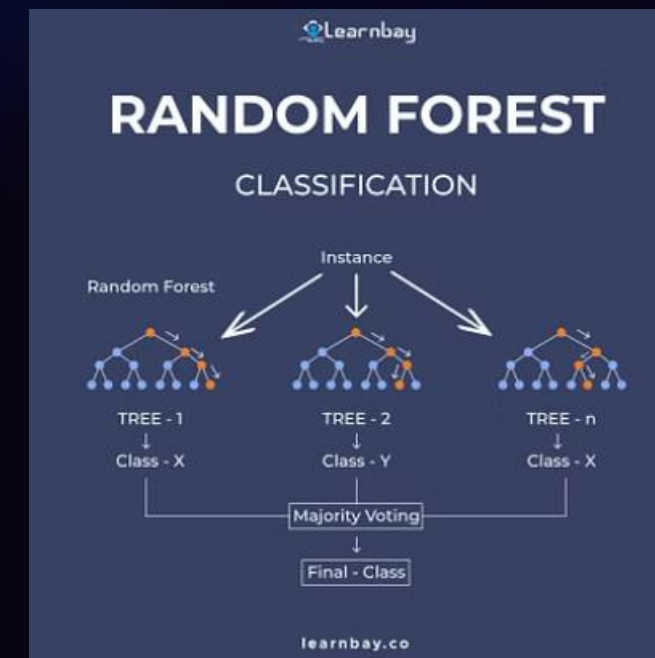 Learnbay
RANDOM FOREST
CLASSIFICATION
Instance
Random Forest
TREE - 1
TREE - 2
TREE - n
Class - X
Class - Y
Class - X
Majority Voting
Final - Class
learnbay.co